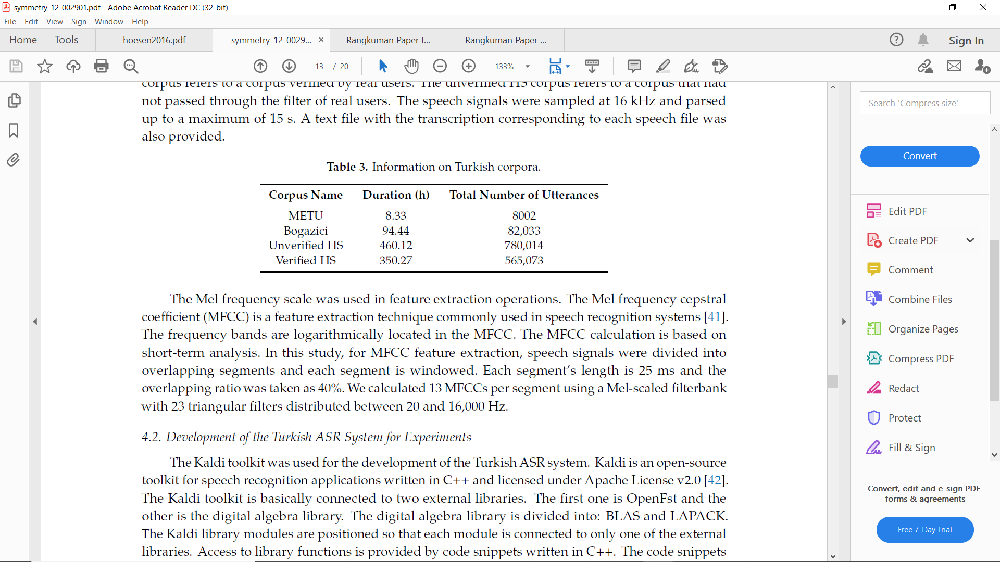 symmetry-12-002901.pdf - Adobe Acrobat Reader DC (32-bit)
File Edit View Sign Window Help
Home Tools hoesen2016.pdf symmetry-12-0029... × Rangkuman Paper I... Rangkuman Paper ... Sign In
13 / 20 133%
corpus refers to a corpus verified by real users. The unverified HS corpus refers to a corpus that had
not passed through the filter of real users. The speech signals were sampled at 16 kHz and parsed
up to a maximum of 15 s. A text file with the transcription corresponding to each speech file was
also provided.
Table 3. Information on Turkish corpora.
Corpus Name Duration (h) Total Number of Utterances
METU 8.33 8002
Bogazici 94.44 82,033
Unverified HS 460.12 780,014
Verified HS 350.27 565,073
The Mel frequency scale was used in feature extraction operations. The Mel frequency cepstral
coefficient (MFCC) is a feature extraction technique commonly used in speech recognition systems [41].
The frequency bands are logarithmically located in the MFCC. The MFCC calculation is based on
short-term analysis. In this study, for MFCC feature extraction, speech signals were divided into
overlapping segments and each segment is windowed. Each segment's length is 25 ms and the
overlapping ratio was taken as 40%. We calculated 13 MFCCs per segment using a Mel-scaled filterbank
with 23 triangular filters distributed between 20 and 16,000 Hz.
4.2. Development of the Turkish ASR System for Experiments
The Kaldi toolkit was used for the development of the Turkish ASR system. Kaldi is an open-source
toolkit for speech recognition applications written in C++ and licensed under Apache License v2.0 [42].
The Kaldi toolkit is basically connected to two external libraries. The first one is OpenFst and the
other is the digital algebra library. The digital algebra library is divided into: BLAS and LAPACK.
The Kaldi library modules are positioned so that each module is connected to only one of the external
libraries. Access to library functions is provided by code snippets written in C++. The code snippets
Search 'Compress size'
Convert
Edit PDF
Create PDF
Comment
Combine Files
Organize Pages
Compress PDF
Redact
Protect
Fill & Sign
Convert, edit and e-sign PDF
forms & agreements
Free 7-Day Trial